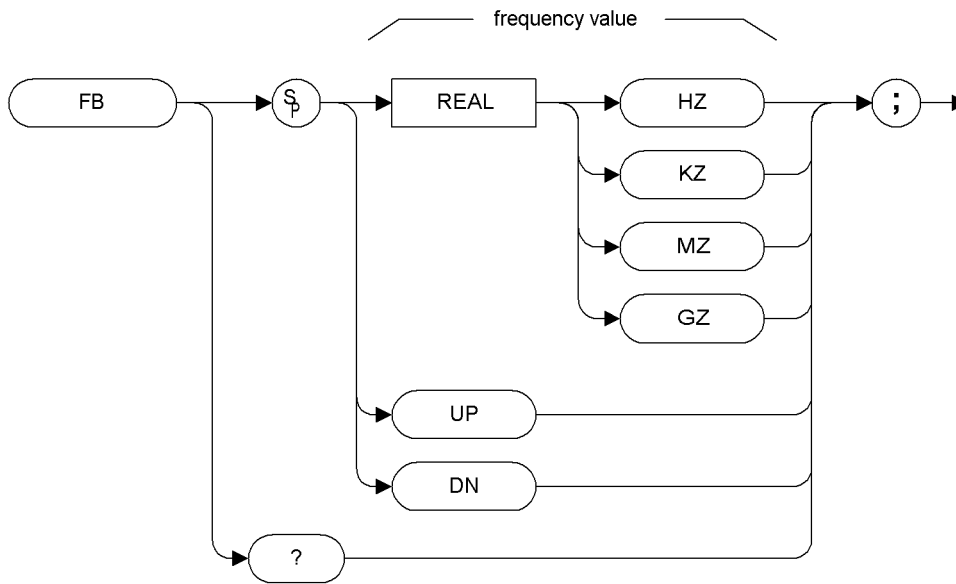 frequency value
FB
SP
REAL
HZ
;
KZ
MZ
GZ
UP
DN
?